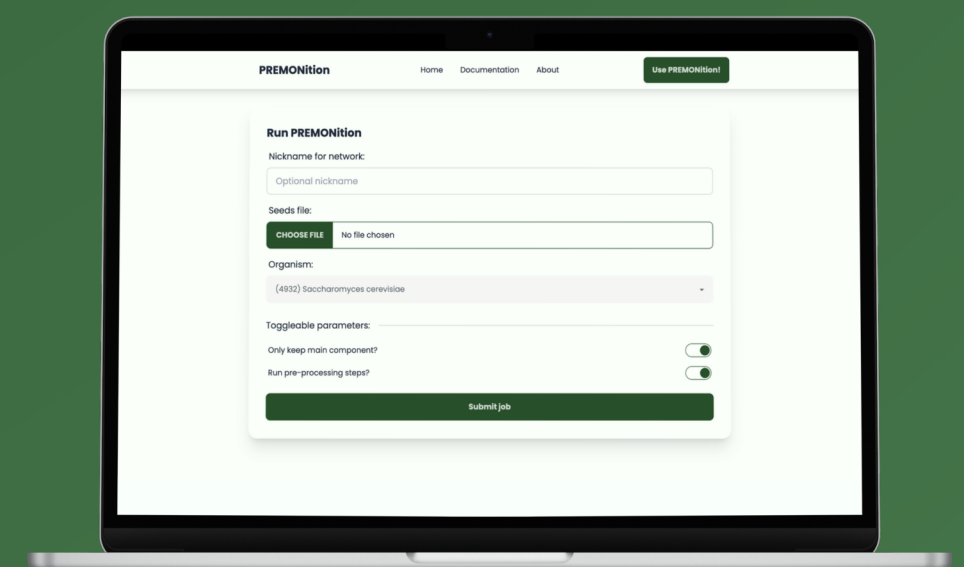 PREMONition
Home Documentation About
Use PREMONition!
Run PREMONition
Nickname for network:
Optional nickname
Seeds file:
CHOOSE FILE No file chosen
Organism:
(4932) Saccharomyces cerevisiae
Toggleable parameters:
Only keep main component?
Run pre-processing steps?
Submit job